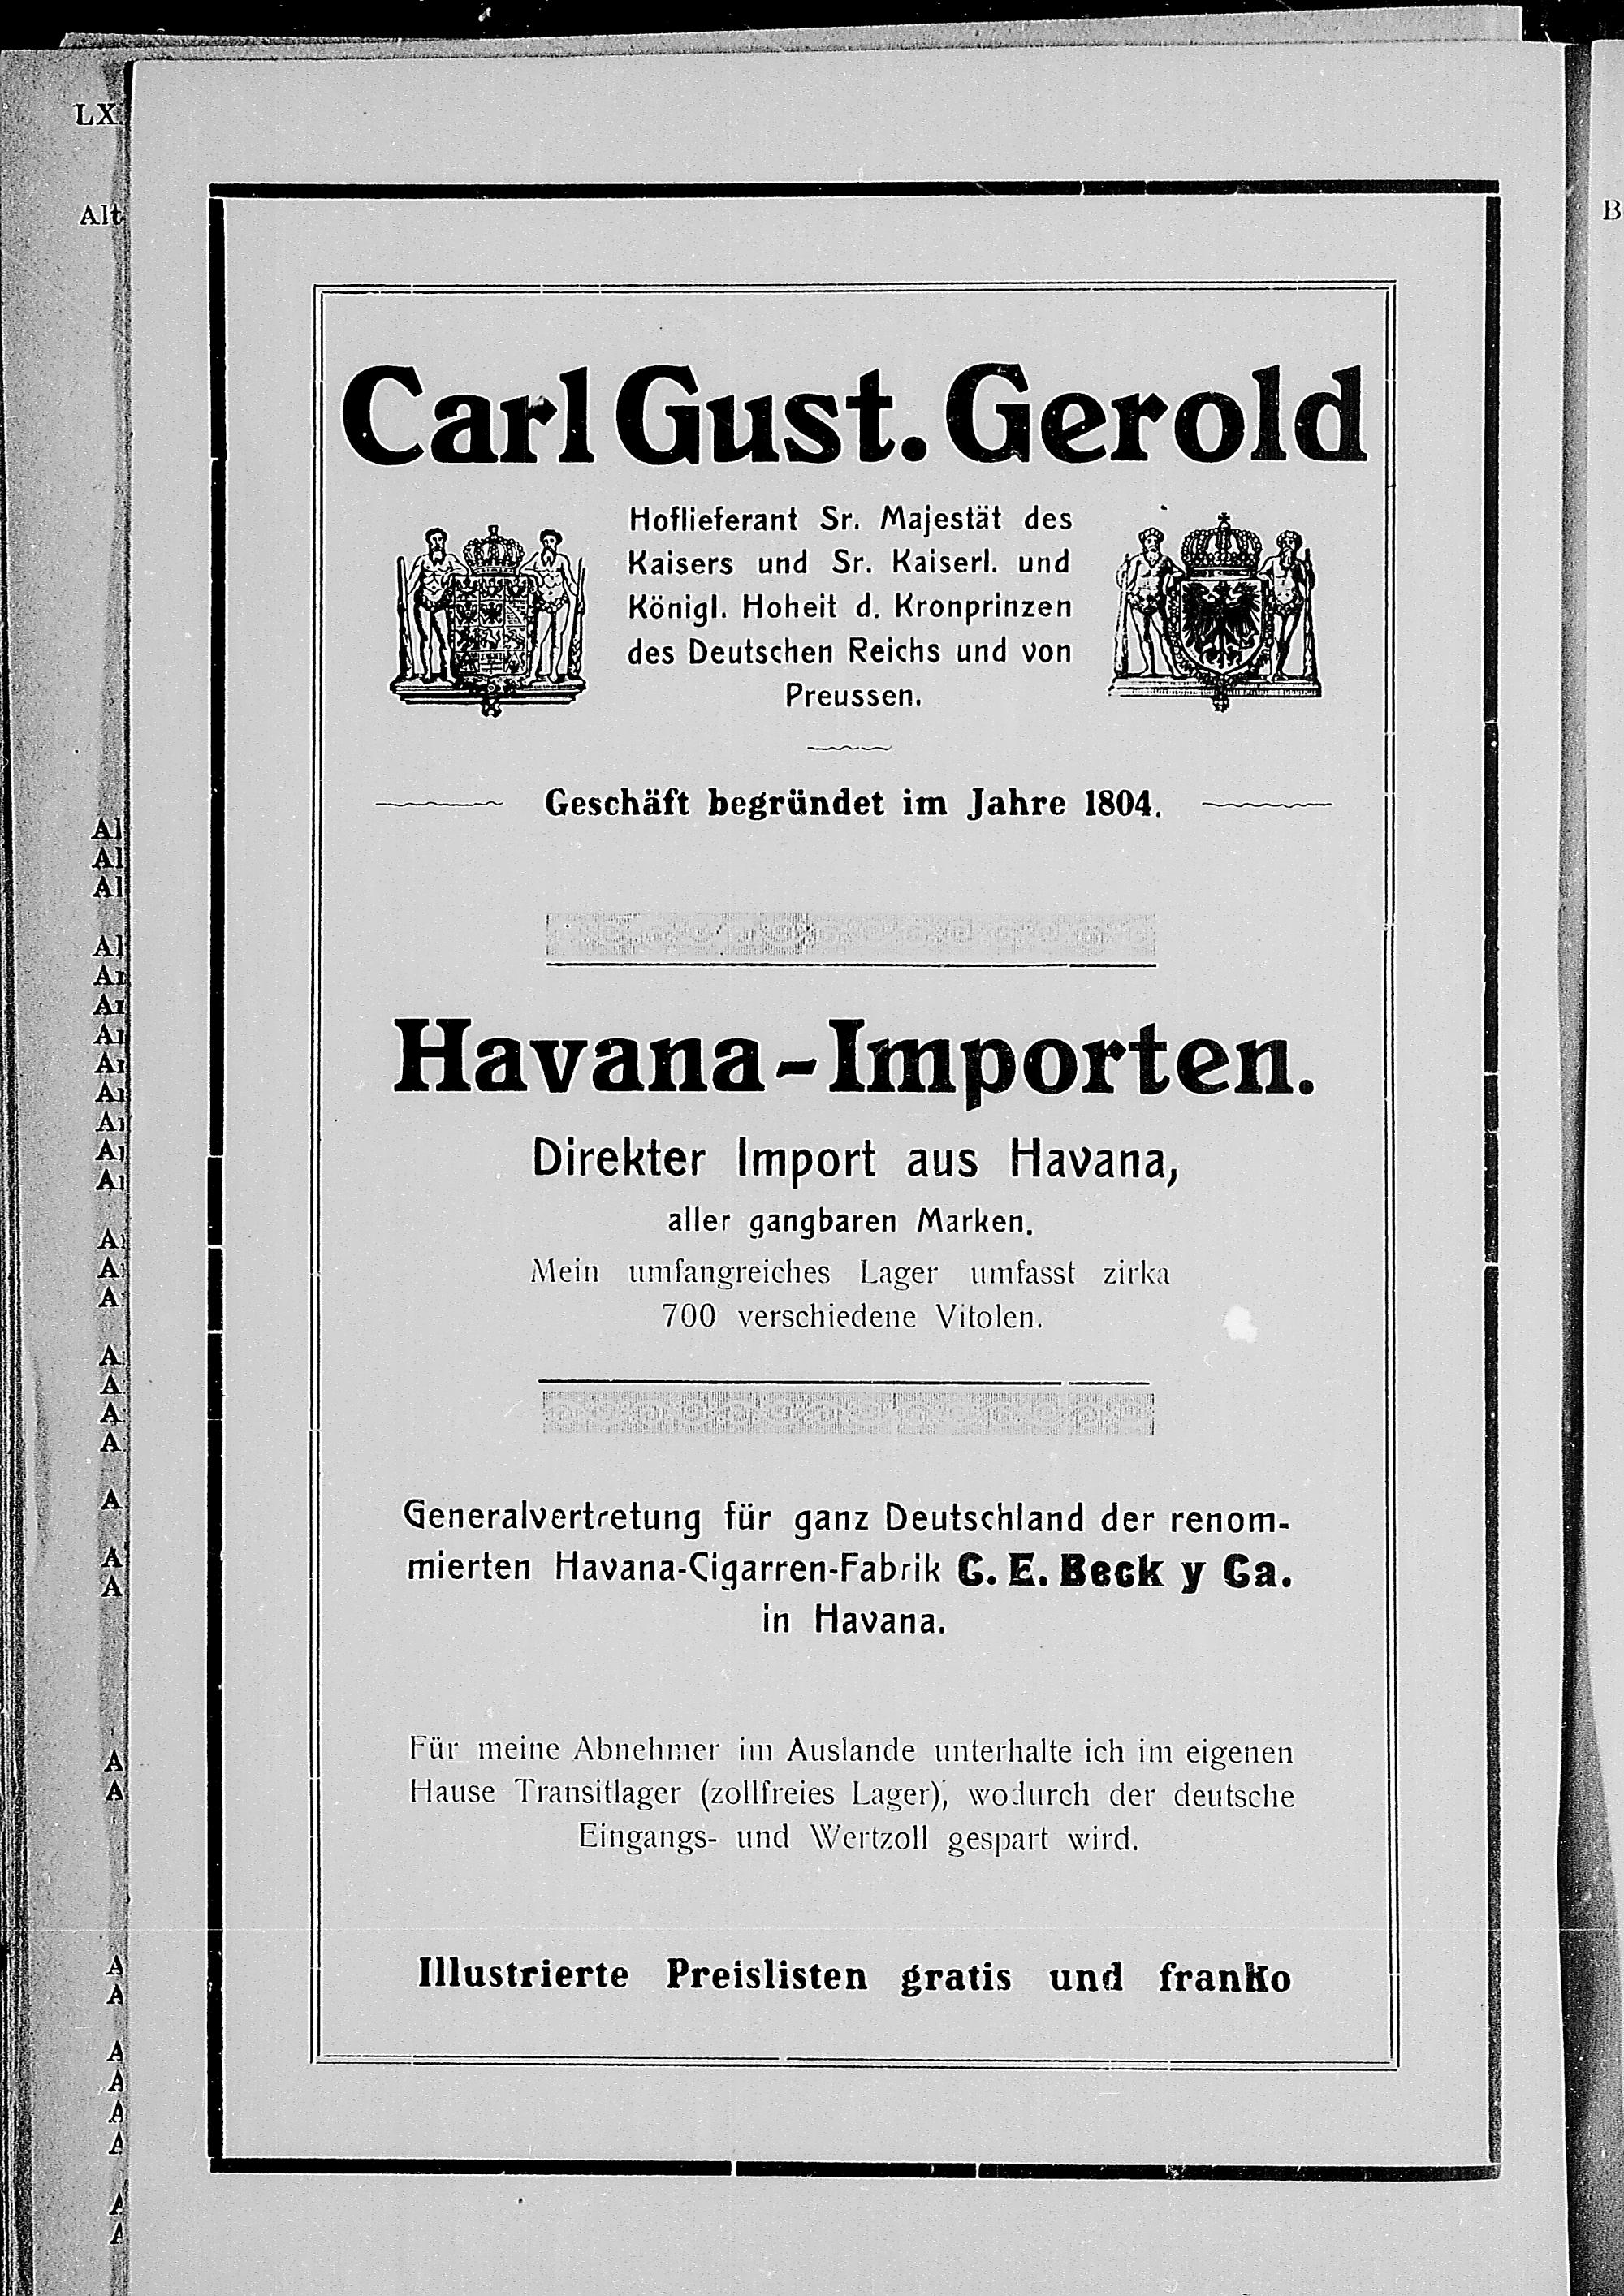 LX
Alt
B
Carl Gust. Gerold
Hoflieferant Sr. Majestät des
Kaisers und Sr. Kaiserl. und
Königl. Hoheit d. Kronprinzen
des Deutschen Reichs und von
Preussen.
Geschäft begründet im Jahre 1804.
Havana-Importen.
Direkter Import aus Havana,
aller gangbaren Marken.
Mein umfangreiches Lager umfasst zirka
700 verschiedene Vitolen.
Generalvertretung für ganz Deutschland der renom-
mierten Havana-Cigarren-Fabrik C. E. Beck y Ca.
in Havana.
Für meine Abnehmer im Auslande unterhalte ich im eigenen
Hause Transitlager (zollfreies Lager), wodurch der deutsche
Eingangs- und Wertzoll gespart wird.
Illustrierte Preislisten gratis und franko